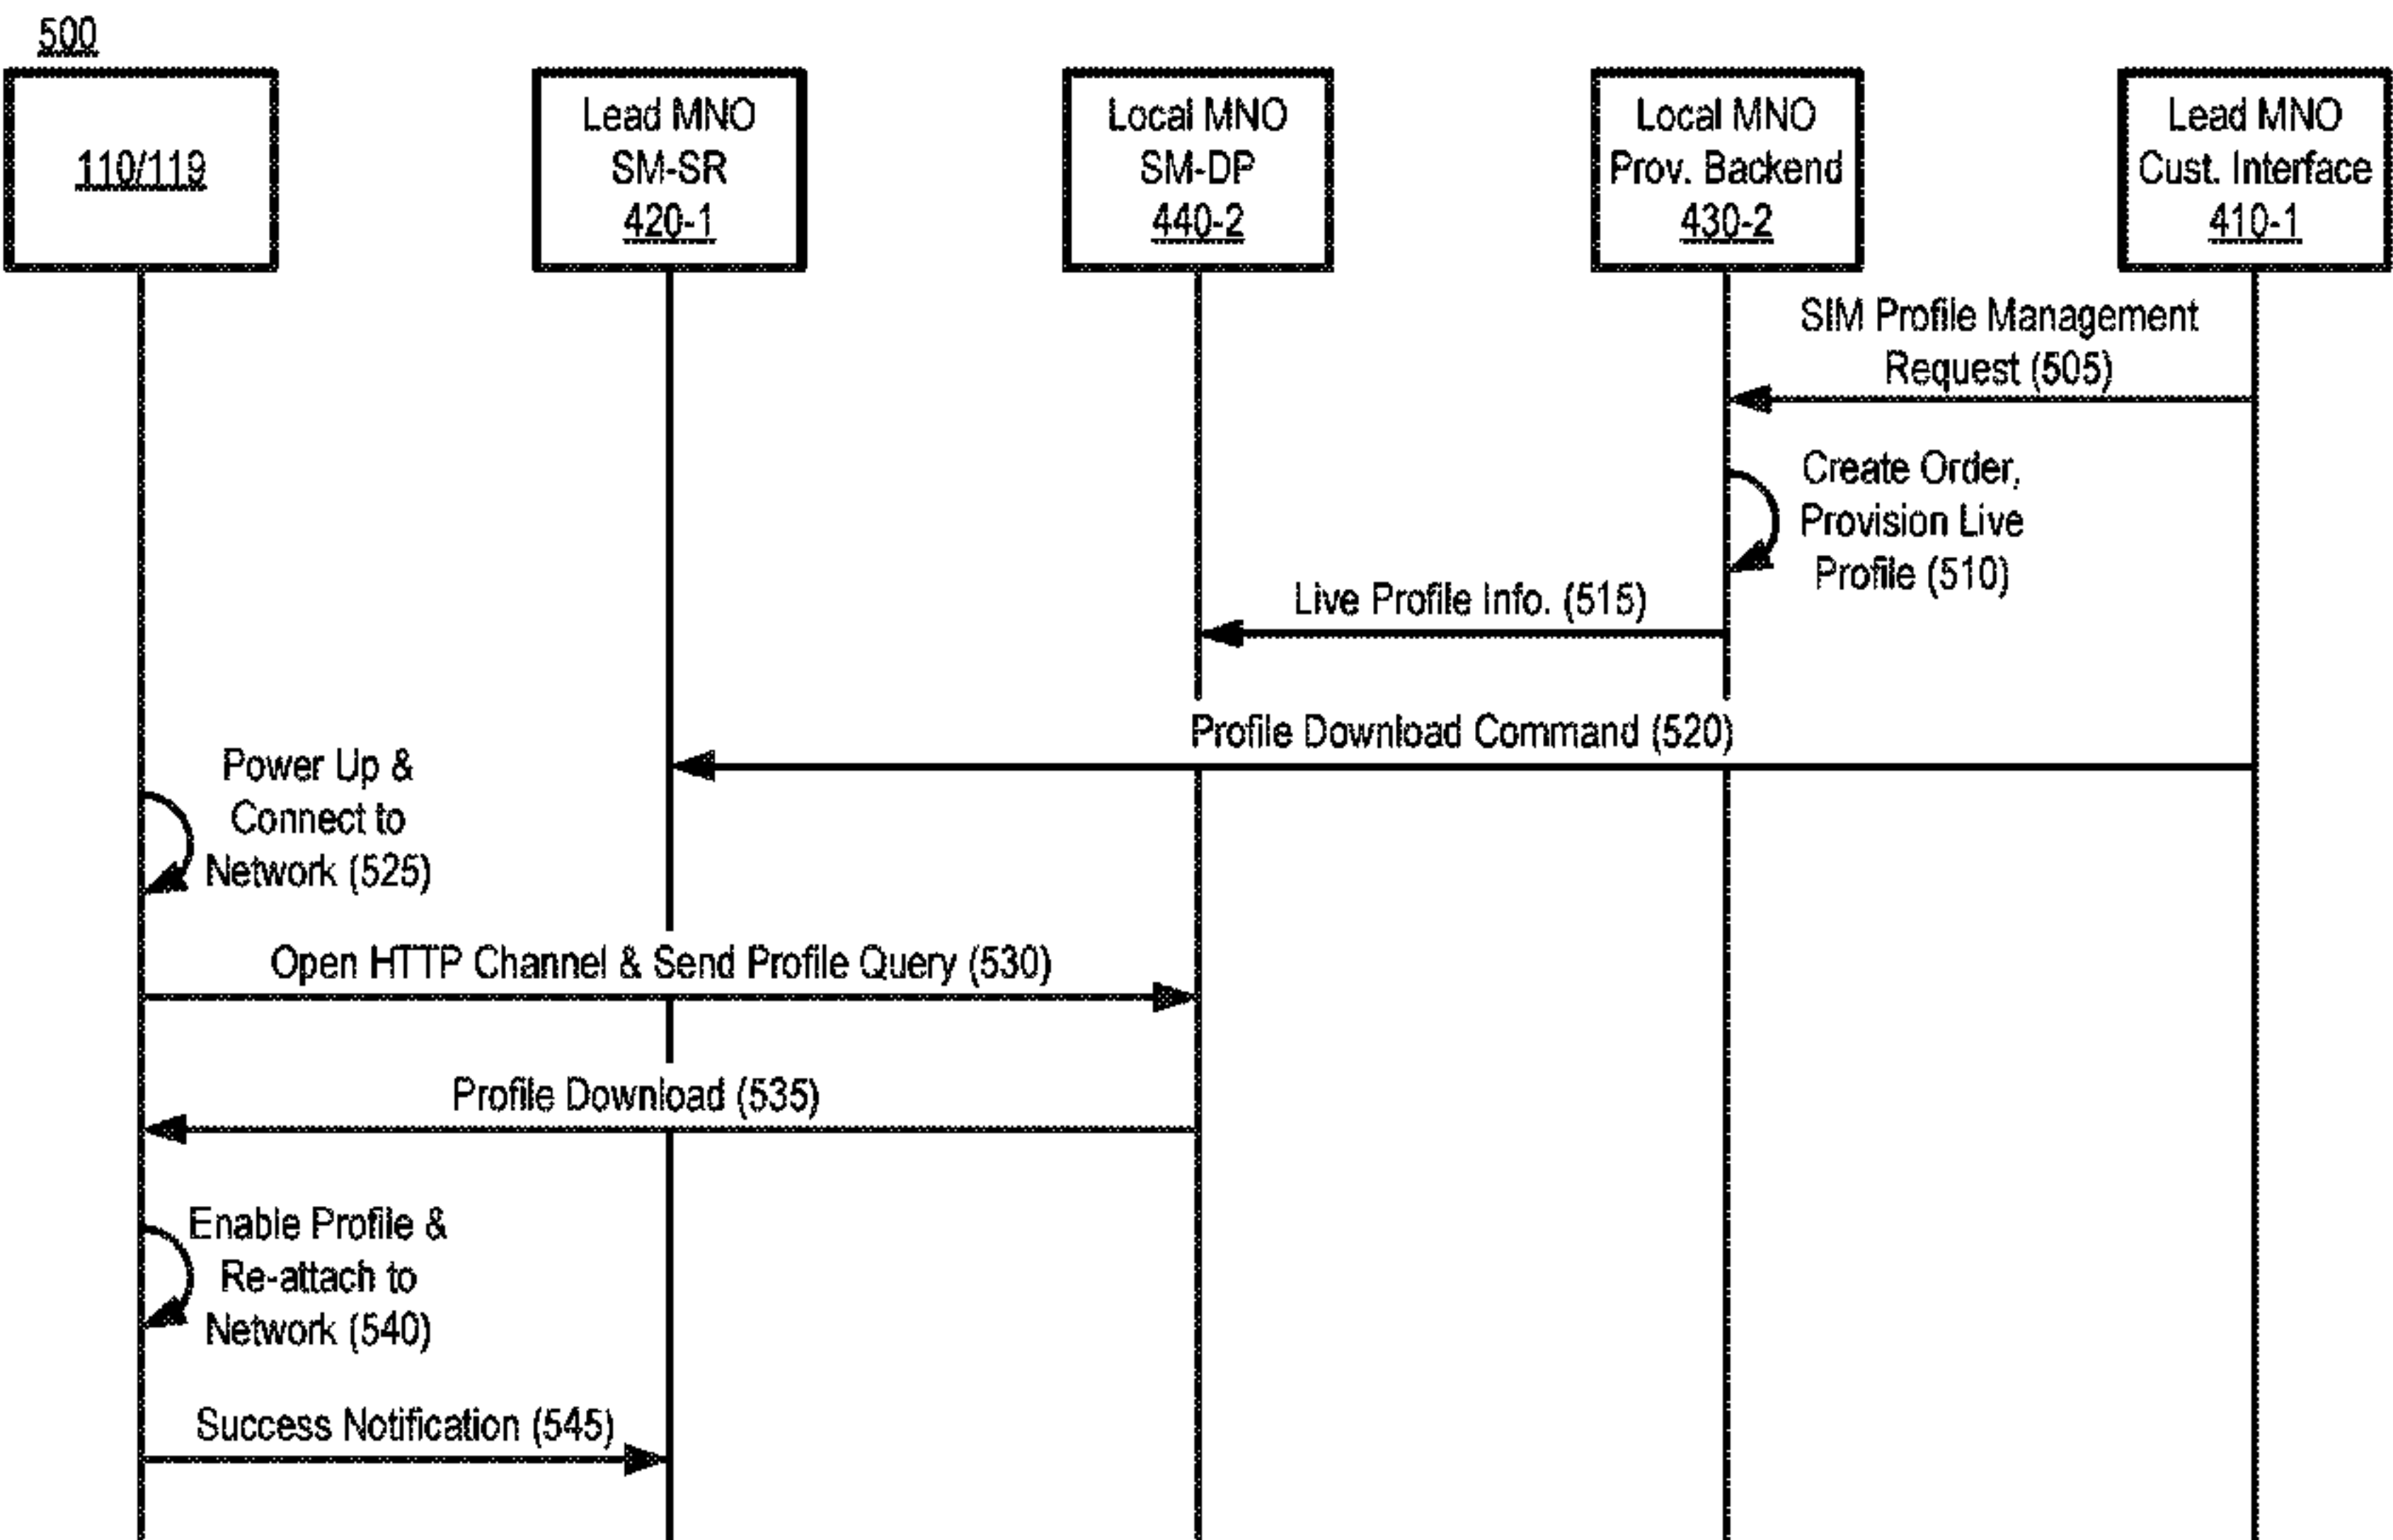 500
110/119
Lead MNO
SM-SR
420-1
Local MNO
SM-DP
440-2
Local MNO
Prov. Backend
430-2
Lead MNO
Cust. Interface
410-1
SIM Profile Management
Request (505)
Create Order,
Provision Live
Profile (510)
Live Profile Info. (515)
Profile Download Command (520)
Power Up &
Connect to
Network (525)
Open HTTP Channel & Send Profile Query (530)
Profile Download (535)
Enable Profile &
Re-attach to
Network (540)
Success Notification (545)